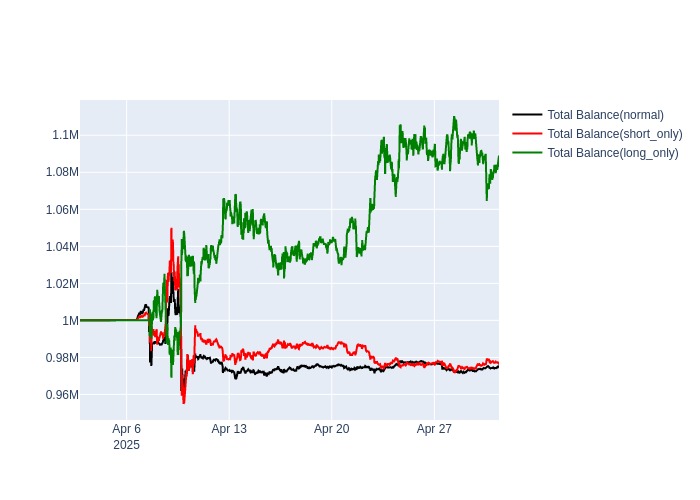 Total Balance(normal)
Total Balance(short_only)
Total Balance(long_only)
1.1M
1.08M
1.06M
1.04M
1.02M
1M
0.98M
0.96M
Apr 6
2025
Apr 13
Apr 20
Apr 27